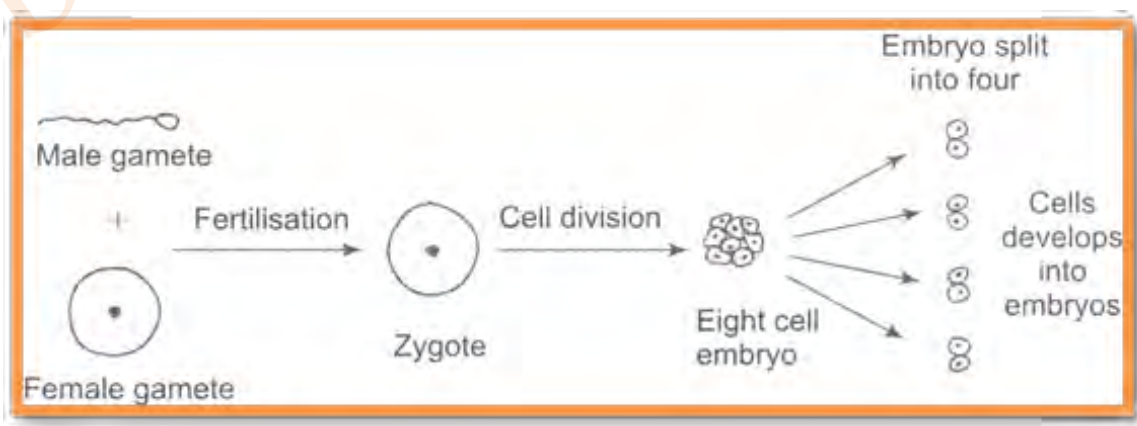 Embryo split
into four
Male gamete
+
Fertilisation
Cell division
Cells
develops
into
embryos
Zygote
Eight cell
embryo
Female gamete